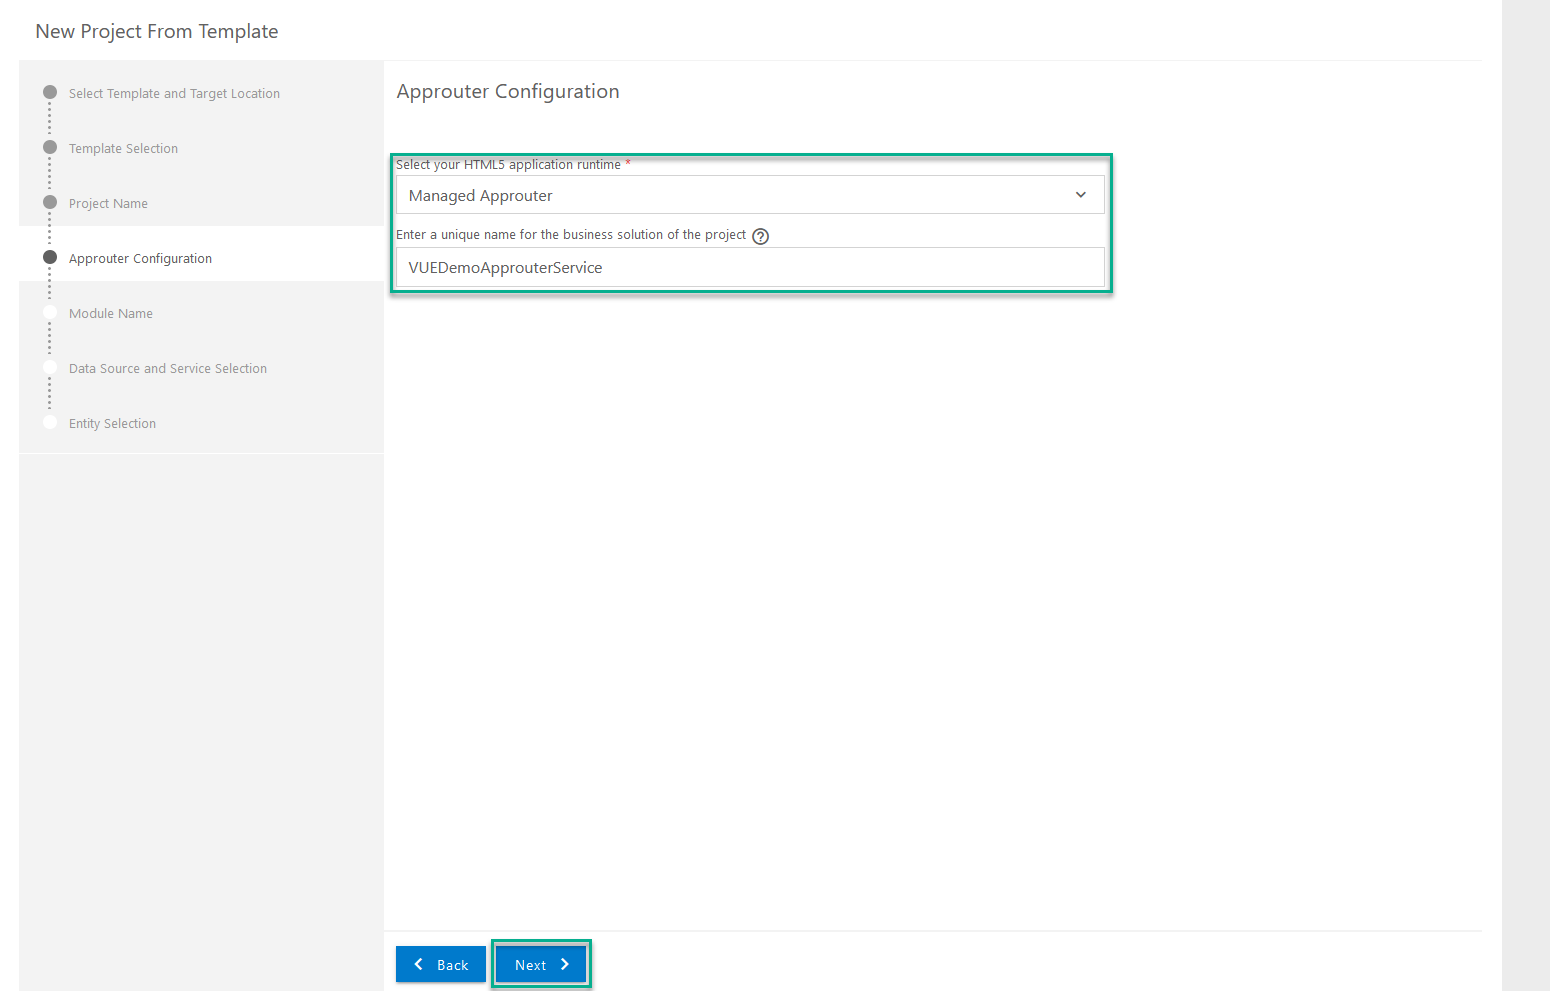 New Project From Template
Select Template and Target Location
Template Selection
Project Name
Approuter Configuration
Module Name
Data Source and Service Selection
Entity Selection
Approuter Configuration
Select your HTML5 application runtime *
Managed Approuter
Enter a unique name for the business solution of the project ?
VUEDemoApprouterService
Back Next